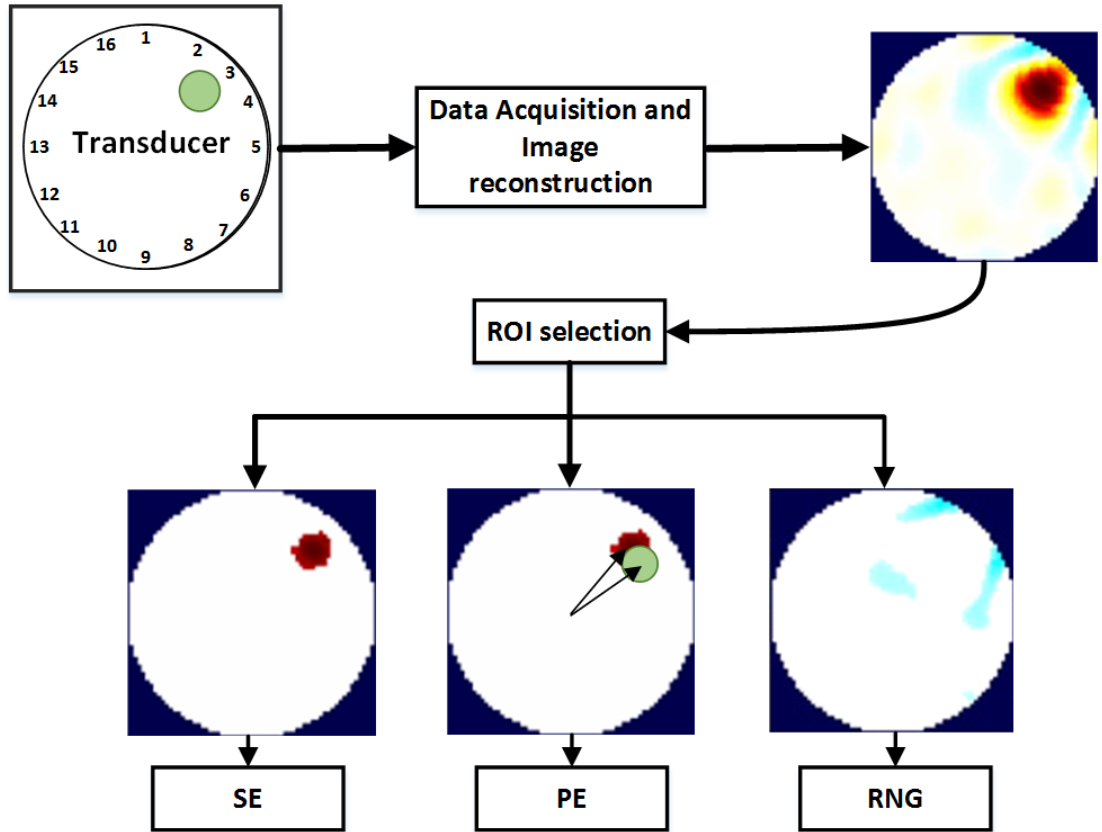 1
16
2
15
3
14
4
Transducer
13
5
12
6
11
7
10
8
9
Data Acquisition and
Image
reconstruction
ROI selection
SE
PE
RNG